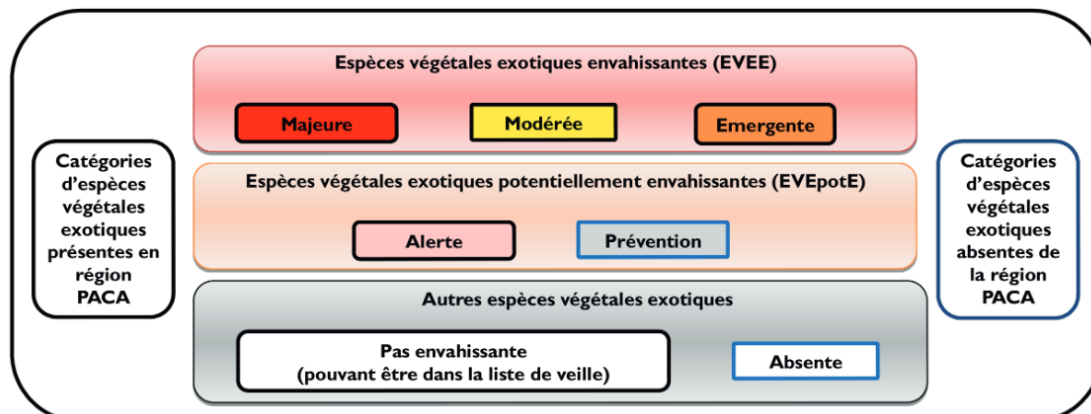 Espèces végétales exotiques envahissantes (EVEE)
Majeure
Modérée
Emergente
Catégories
d'espèces
végétales
exotiques
présentes en
région
PACA
Espèces végétales exotiques potentiellement envahissantes (EVEpotE)
Alerte
Prévention
Catégories
d'espèces
végétales
exotiques
absentes de
la région
PACA
Autres espèces végétales exotiques
Pas envahissante
(pouvant être dans la liste de veille)
Absente